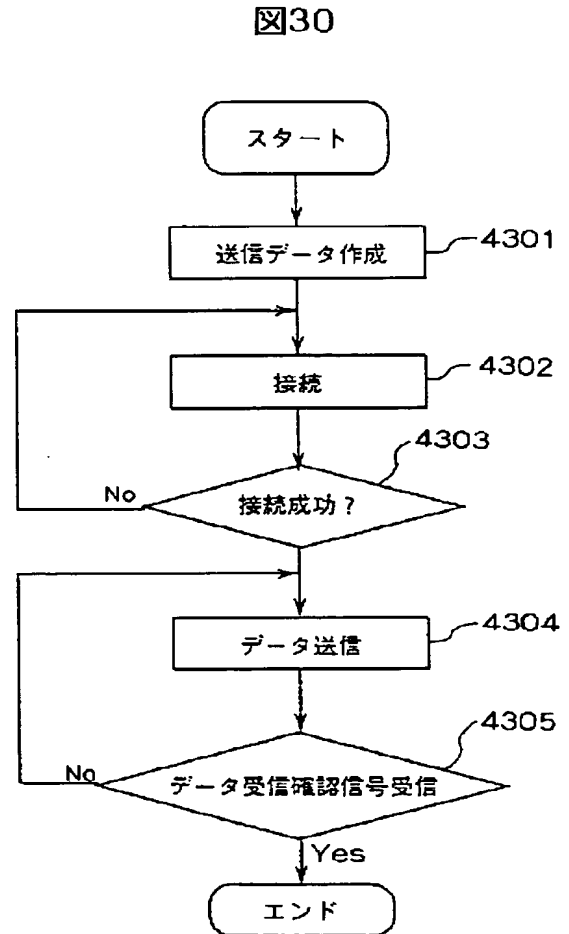 図30
スタート
送信データ作成
4301
接続
4302
4303
接続成功?
No
データ送信
4304
4305
データ受信確認信号受信
No
Yes
エンド